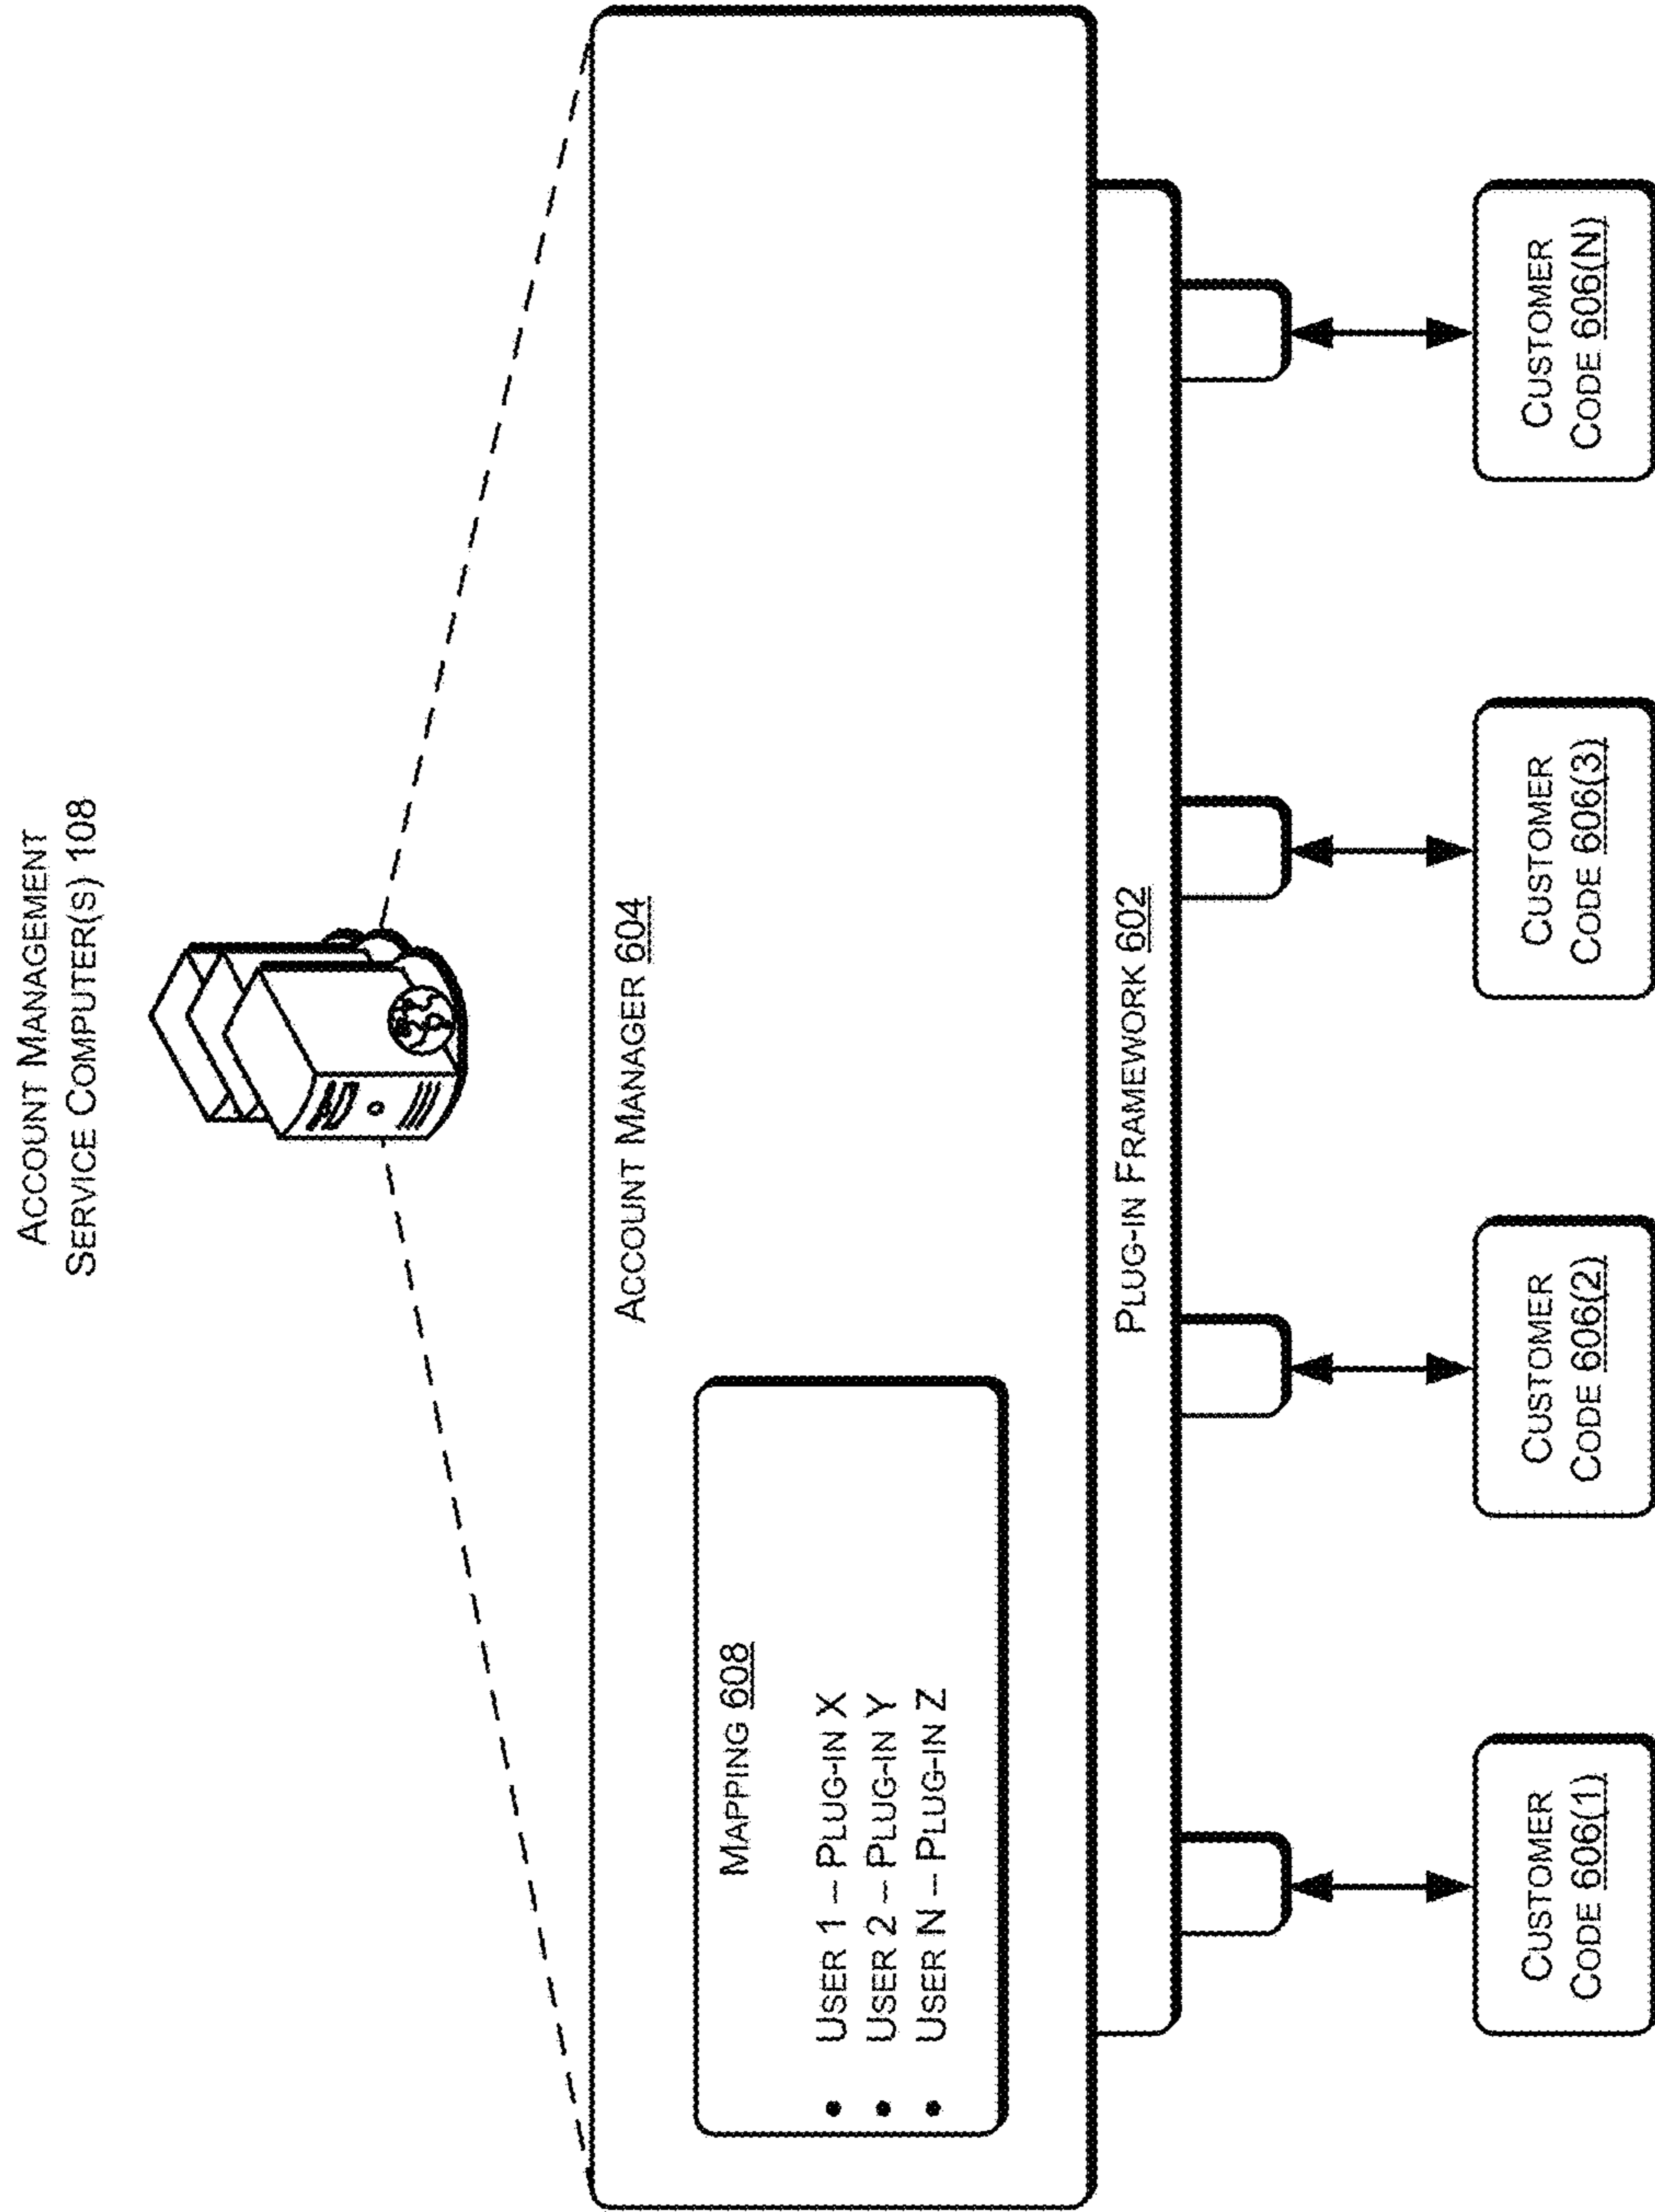 ACCOUNT MANAGEMENT
SERVICE COMPUTER(S) 108
ACCOUNT MANAGER 604
MAPPING 608
• USER 1 – PLUG-IN X
• USER 2 – PLUG-IN Y
• USER N – PLUG-IN Z
PLUG-IN FRAMEWORK 602
CUSTOMER
CODE 606(1)
CUSTOMER
CODE 606(2)
CUSTOMER
CODE 606(3)
CUSTOMER
CODE 606(N)